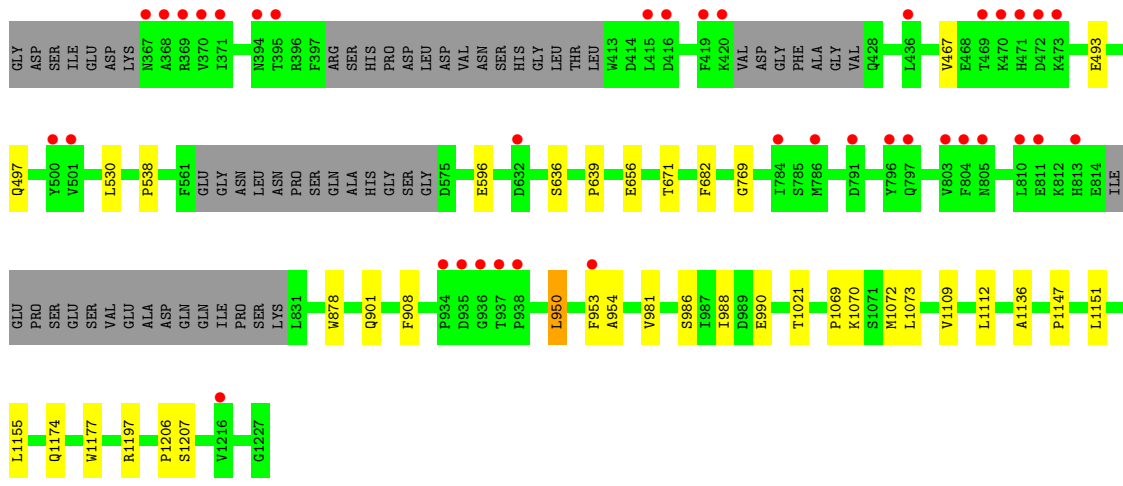 GLY ASP SER ILE GLU ASP LYS N367 A368 R369 V370 I371 N394 T395 R396 F397 ARG SER HIS PRO ASP LEU ASP VAL ASN SER HIS GLY LEU THR LEU W413 D414 L415 D416 F419 K420 VAL ASP GLY PHE ALA GLY VAL Q428 L436 V467 E468 T469 K470 H471 D472 K473 E493
Q497 Y500 V501 L530 P538 F561 GLU GLY ASN LEU ASN PRO SER GLN ALA HIS GLY SER GLY D575 E596 D632 S636 P639 E656 T671 F682 G769 I784 S785 M786 D791 Y796 Q797 V803 F804 N805 L810 E811 K812 H813 E814 ILE
GLU PRO SER GLU SER VAL GLU ALA ASP GLN GLN ILE PRO SER LYS L831 W878 Q901 F908 P934 D935 G936 T937 P938 L950 F953 A954 V981 S986 I987 I988 D989 E990 T1021 P1069 K1070 S1071 M1072 L1073 V1109 L1112 A1136 P1147 L1151
L1155 Q1174 W1177 R1197 P1206 S1207 V1216 G1227